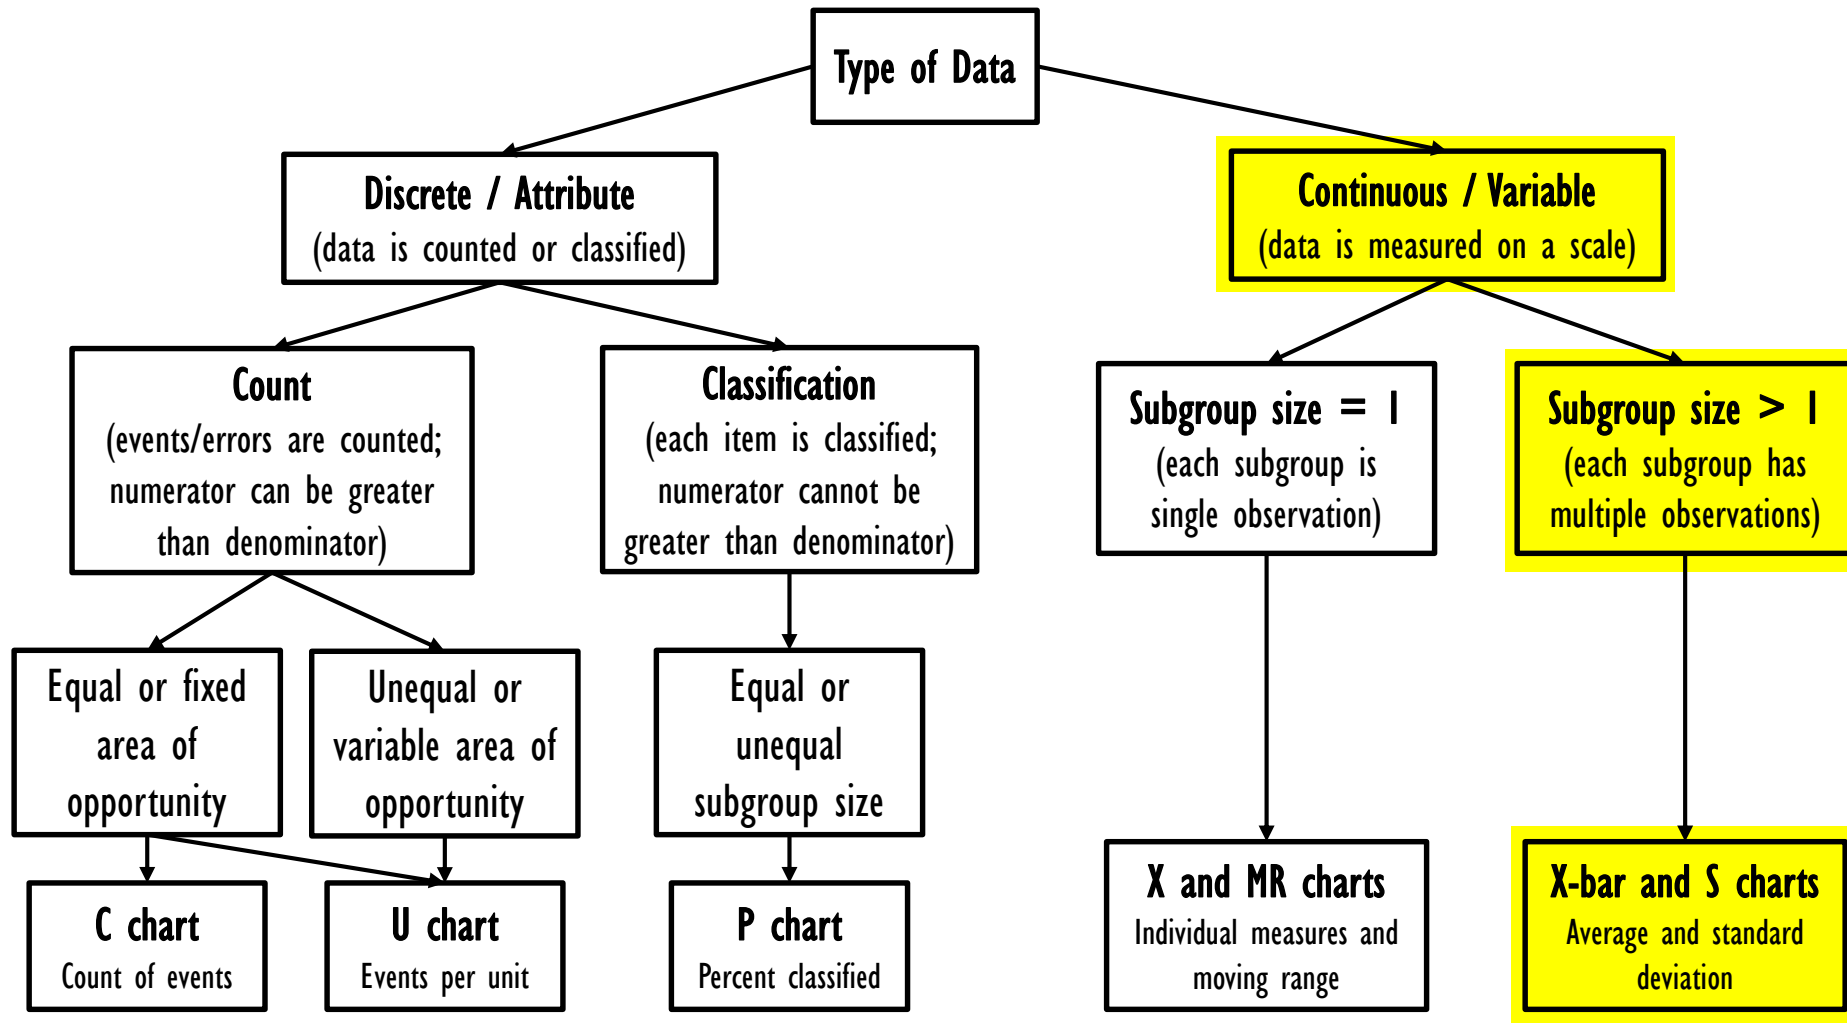 Type of Data
Discrete / Attribute
(data is counted or classified)
Continuous / Variable
(data is measured on a scale)
Count
(events/errors are counted;
numerator can be greater
than denominator)
Classification
(each item is classified;
numerator cannot be
greater than denominator)
Subgroup size = 1
(each subgroup is
single observation)
Subgroup size > 1
(each subgroup has
multiple observations)
Equal or fixed
area of
opportunity
Unequal or
variable area of
opportunity
Equal or
unequal
subgroup size
C chart
Count of events
U chart
Events per unit
P chart
Percent classified
X and MR charts
Individual measures and
moving range
X-bar and S charts
Average and standard
deviation